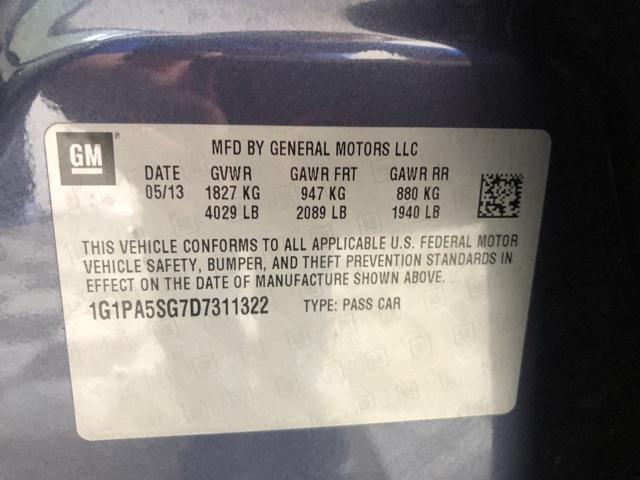 GM
MFD BY GENERAL MOTORS LLC
DATE GVWR GAWR FRT GAWR RR
05/13 1827 KG 947 KG 880 KG
4029 LB 2089 LB 1940 LB
THIS VEHICLE CONFORMS TO ALL APPLICABLE U.S. FEDERAL MOTOR
VEHICLE SAFETY, BUMPER, AND THEFT PREVENTION STANDARDS
IN EFFECT ON THE DATE OF MANUFACTURE SHOWN ABOVE.
1G1PA5SG7D7311322 TYPE: PASS CAR